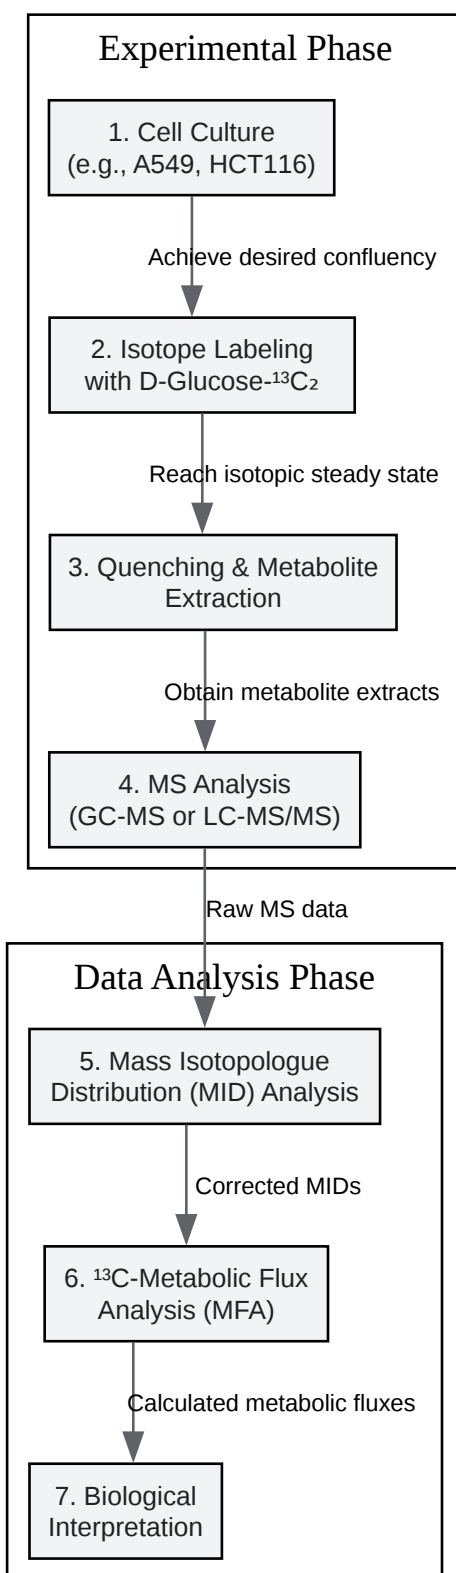 Experimental Phase
1. Cell Culture
(e.g., A549, HCT116)
Achieve desired confluency
2. Isotope Labeling
with D-Glucose-¹³C₂
Reach isotopic steady state
3. Quenching & Metabolite
Extraction
Obtain metabolite extracts
4. MS Analysis
(GC-MS or LC-MS/MS)
Raw MS data
Data Analysis Phase
5. Mass Isotopologue
Distribution (MID) Analysis
Corrected MIDs
6. ¹³C-Metabolic Flux
Analysis (MFA)
Calculated metabolic fluxes
7. Biological
Interpretation